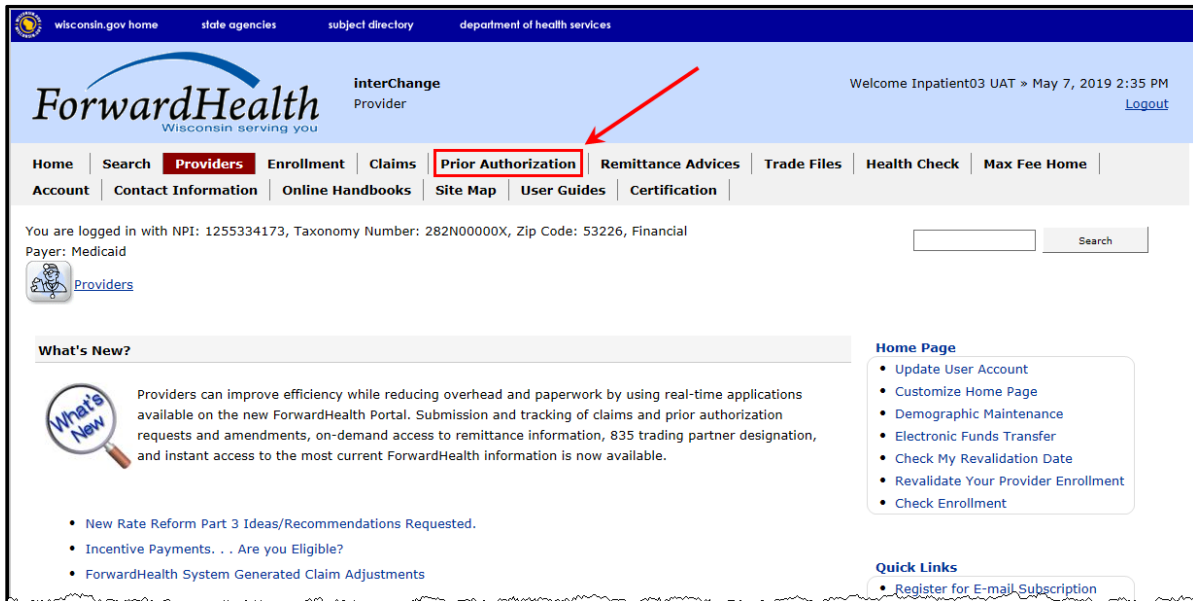 wisconsin.gov home state agencies subject directory department of health services
ForwardHealth
Wisconsin serving you
interChange
Provider
Welcome Inpatient03 UAT » May 7, 2019 2:35 PM
Logout
Home Search Providers Enrollment Claims Prior Authorization Remittance Advices Trade Files Health Check Max Fee Home
Account Contact Information Online Handbooks Site Map User Guides Certification
You are logged in with NPI: 1255334173, Taxonomy Number: 282N00000X, Zip Code: 53226, Financial
Payer: Medicaid
Search
Providers
What's New?
What's
New
Providers can improve efficiency while reducing overhead and paperwork by using real-time applications
available on the new ForwardHealth Portal. Submission and tracking of claims and prior authorization
requests and amendments, on-demand access to remittance information, 835 trading partner designation,
and instant access to the most current ForwardHealth information is now available.
• New Rate Reform Part 3 Ideas/Recommendations Requested.
• Incentive Payments. . . Are you Eligible?
• ForwardHealth System Generated Claim Adjustments
Home Page
• Update User Account
• Customize Home Page
• Demographic Maintenance
• Electronic Funds Transfer
• Check My Revalidation Date
• Revalidate Your Provider Enrollment
• Check Enrollment
Quick Links
• Register for E-mail Subscription